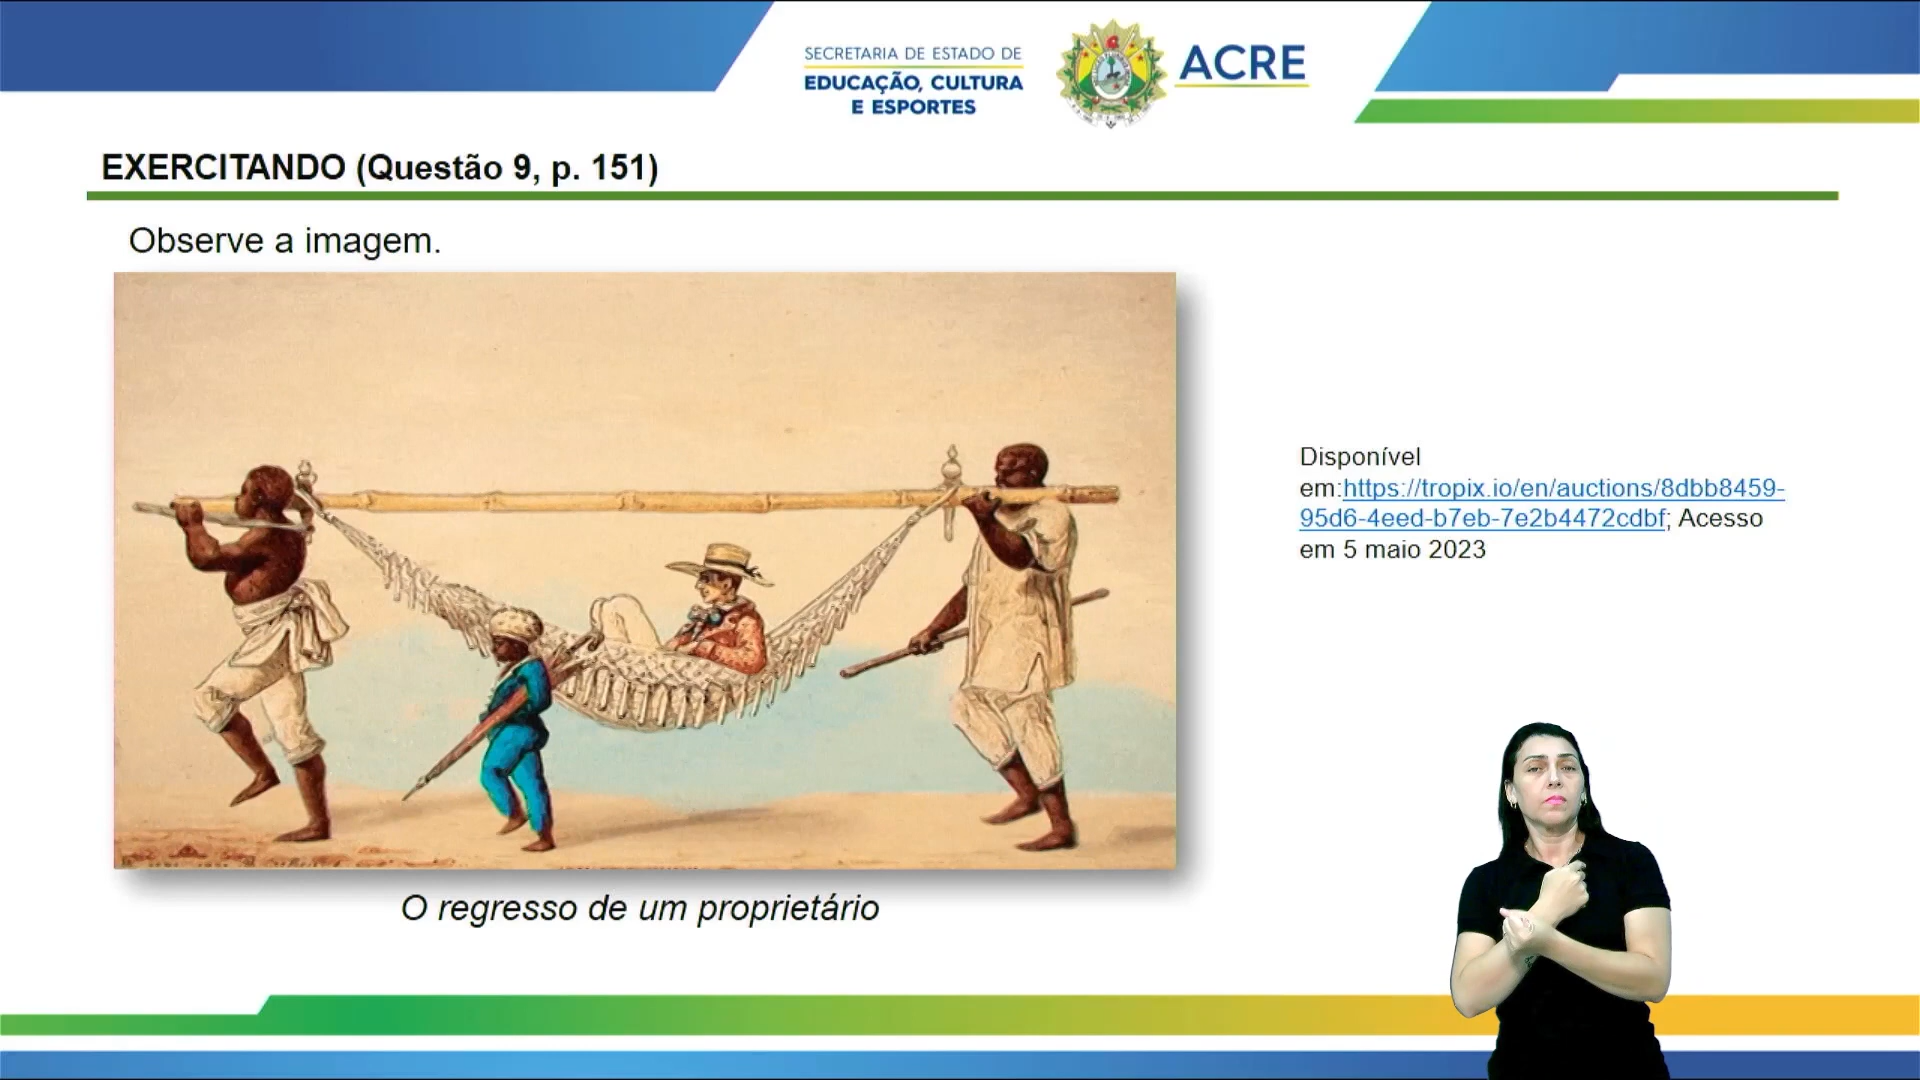 SECRETARIA DE ESTADO DE
EDUCAÇÃO, CULTURA
E ESPORTES
ACRE
EXERCITANDO (Questão 9, p. 151)
Observe a imagem.
Disponível
em:https://tropix.io/en/auctions/8dbb8459-
95d6-4eed-b7eb-7e2b4472cdbf; Acesso
em 5 maio 2023
O regresso de um proprietário